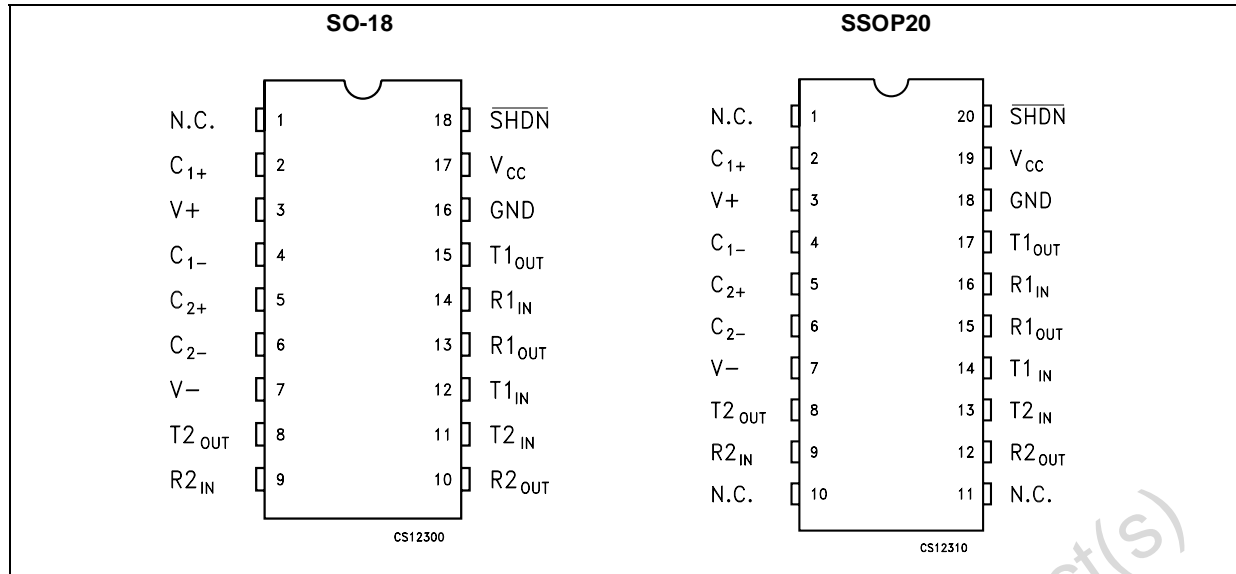 SO-18
SSOP20
N.C. 1 18 SHDN
C1+ 2 17 VCC
V+ 3 16 GND
C1– 4 15 T1OUT
C2+ 5 14 R1IN
C2– 6 13 R1OUT
V– 7 12 T1IN
T2OUT 8 11 T2IN
R2IN 9 10 R2OUT
CS12300
N.C. 1 20 SHDN
C1+ 2 19 VCC
V+ 3 18 GND
C1– 4 17 T1OUT
C2+ 5 16 R1IN
C2– 6 15 R1OUT
V– 7 14 T1IN
T2OUT 8 13 T2IN
R2IN 9 12 R2OUT
N.C. 10 11 N.C.
CS12310